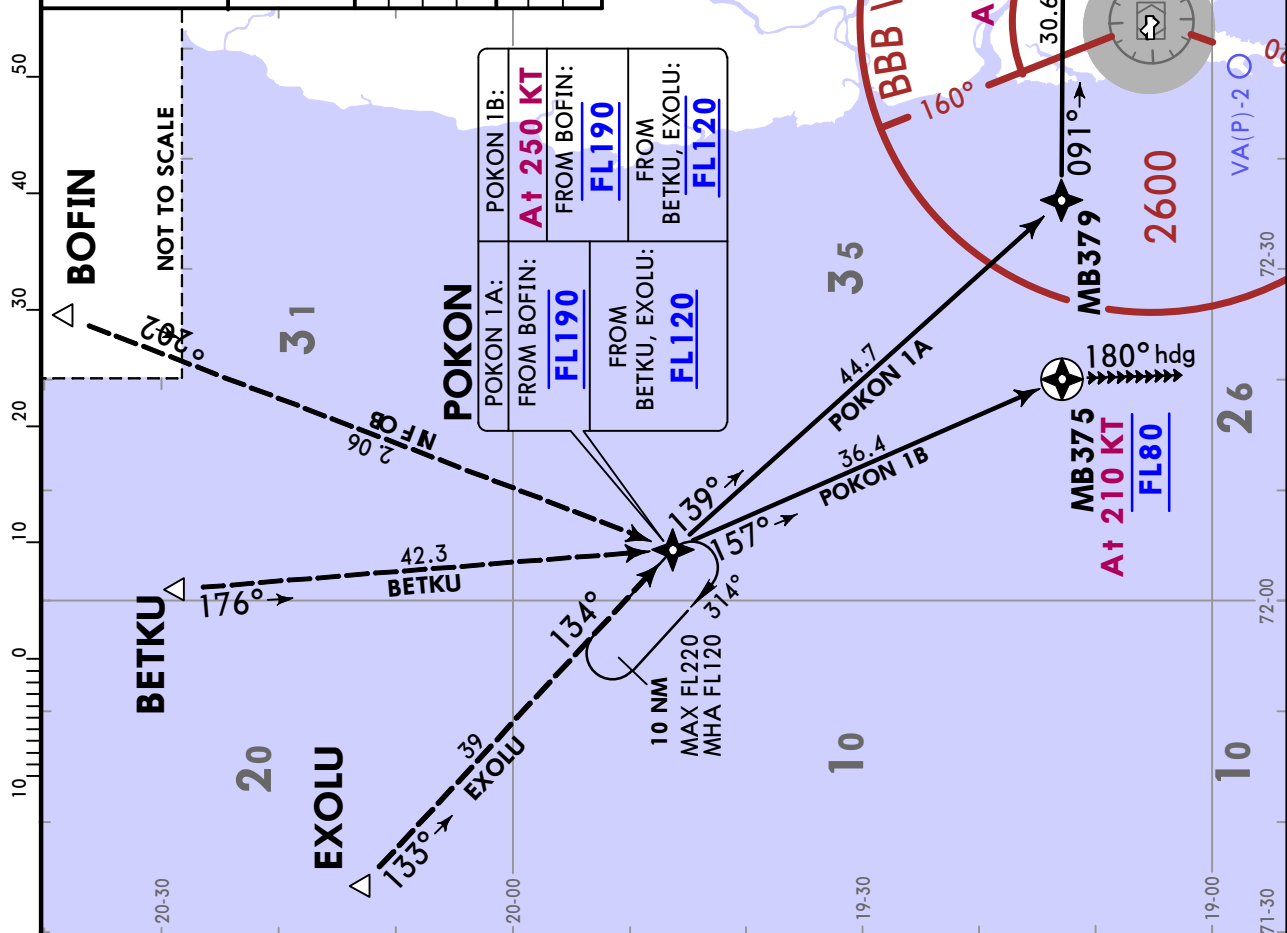 50
40
30
20
10
0
10
BOFIN
NOT TO SCALE
202°
31
BOFIN
90.2
POKON
POKON 1A:
FROM BOFIN:
FL190
FROM
BETKU, EXOLU:
FL120
POKON 1B:
At 250 KT
FROM BOFIN:
FL190
FROM
BETKU, EXOLU:
FL120
BETKU
176°
42.3
BETKU
EXOLU
133°
39
EXOLU
134°
20
139°
44.7
POKON 1A
157°
36.4
POKON 1B
314°
10 NM
MAX FL220
MHA FL120
35
10
10
26
MB375
At 210 KT
FL80
180° hdg
MB379
091°
30.6
A
BBB
160°
2600
VA(P)-2
20-30
20-00
19-30
19-00
72-30
72-00
71-30